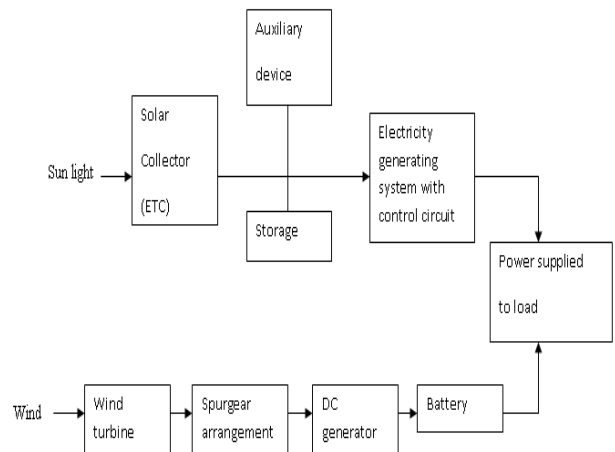 Auxiliary
device
Solar
Collector
(ETC)
Sun light
Electricity
generating
system with
control circuit
Storage
Power supplied
to load
Wind
Wind
turbine
Spurgear
arrangement
DC
generator
Battery